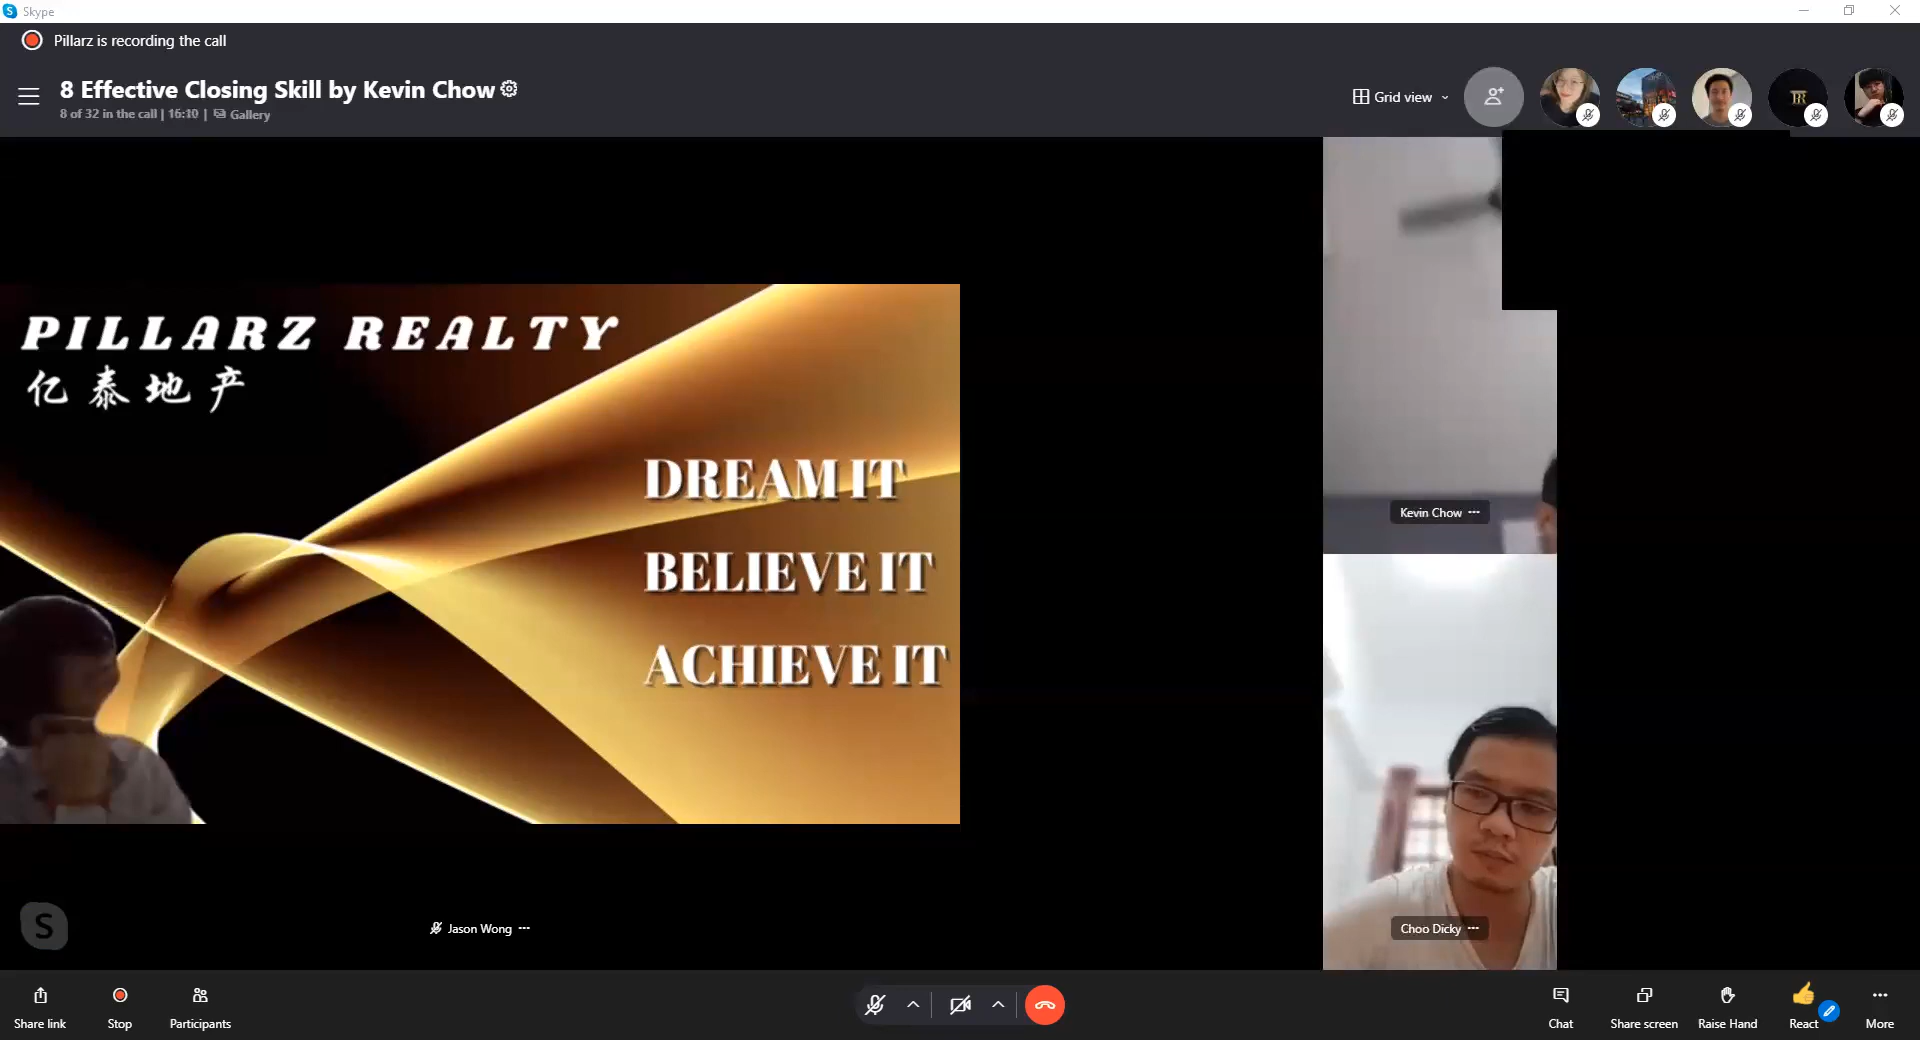 Skype
Pillarz is recording the call
8 Effective Closing Skill by Kevin Chow
8 of 32 in the call | 16:10 | Gallery
Grid view
PILLARZ REALTY
亿泰地产
DREAM IT
BELIEVE IT
ACHIEVE IT
Kevin Chow
Choo Dicky
Jason Wong
Share link
Stop
Participants
Chat
Share screen
Raise Hand
React
More